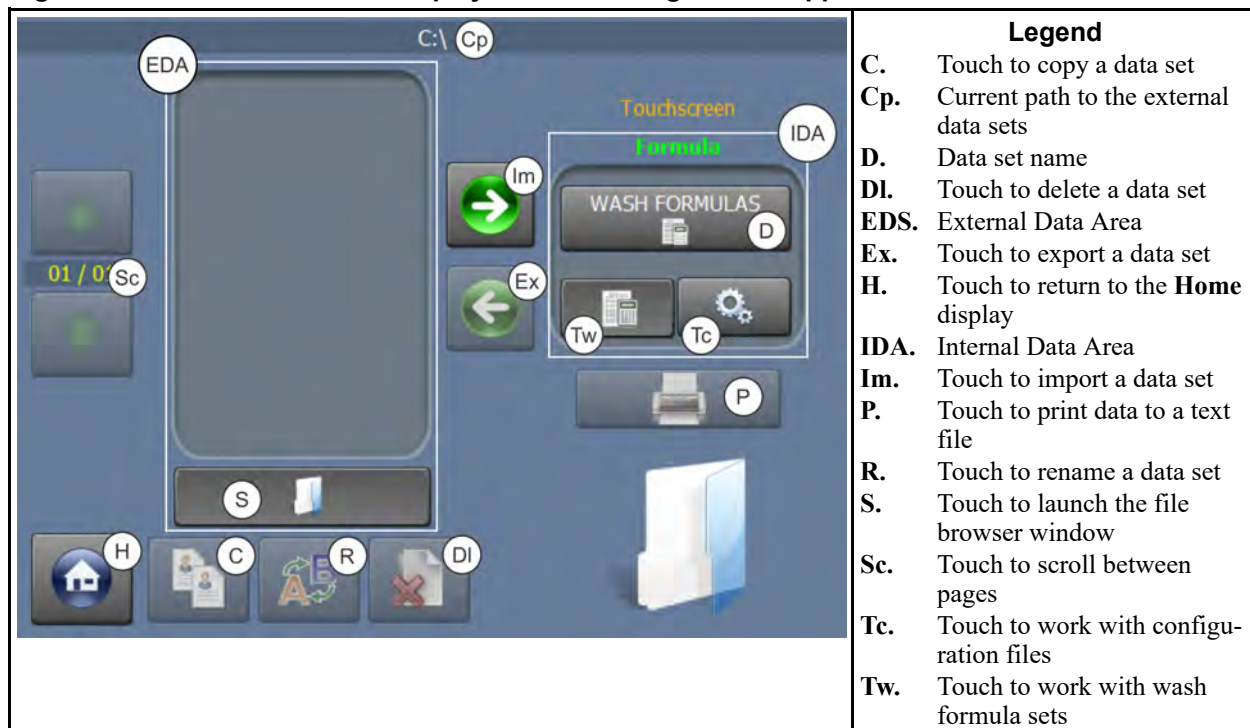 C:\ Cp
EDA
Touchscreen
IDA
Formula
Im
WASH FORMULAS
D
01 / 0
Sc
Ex
Tw
Tc
P
S
H
C
R
Dl
Legend
C. Touch to copy a data set
Cp. Current path to the external
data sets
D. Data set name
Dl. Touch to delete a data set
EDS. External Data Area
Ex. Touch to export a data set
H. Touch to return to the Home
display
IDA. Internal Data Area
Im. Touch to import a data set
P. Touch to print data to a text
file
R. Touch to rename a data set
S. Touch to launch the file
browser window
Sc. Touch to scroll between
pages
Tc. Touch to work with configu-
ration files
Tw. Touch to work with wash
formula sets